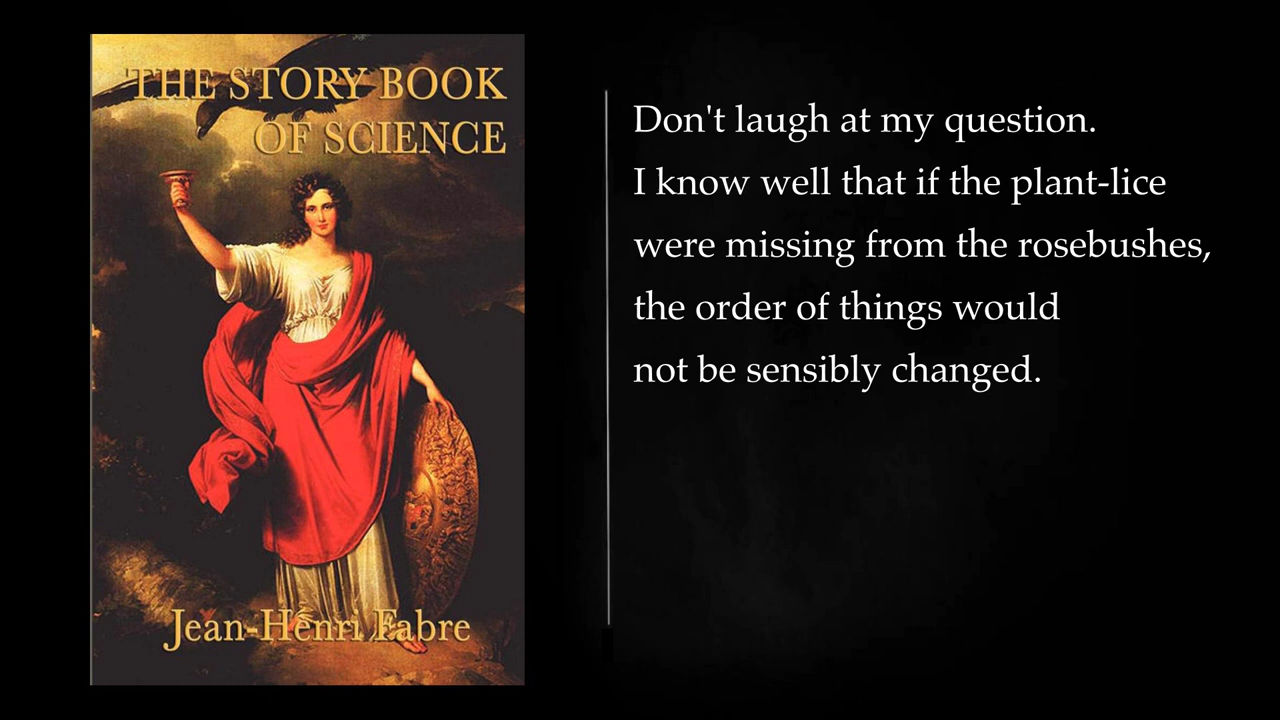 THE STORY BOOK
OF SCIENCE
Jean-Henri Fabre
Don't laugh at my question.
I know well that if the plant-lice
were missing from the rosebushes,
the order of things would
not be sensibly changed.